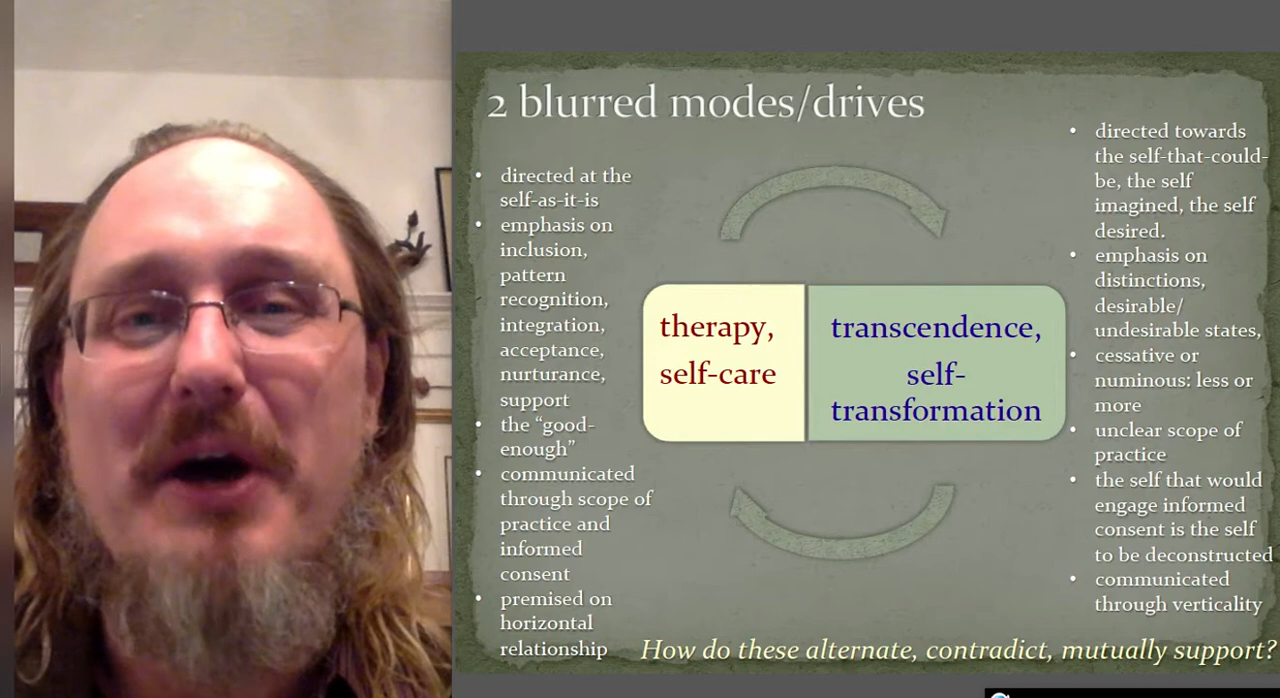 2 blurred modes/drives
• directed at the
self-as-it-is
• emphasis on
inclusion,
pattern
recognition,
integration,
acceptance,
nurturance,
support
• the “good-
enough”
• communicated
through scope of
practice and
informed
consent
• premised on
horizontal
relationship
therapy,
self-care
transcendence,
self-
transformation
• directed towards
the self-that-could-
be, the self
imagined, the self
desired.
• emphasis on
distinctions,
desirable/
undesirable states,
• cessative or
numinous: less or
more
• unclear scope of
practice
• the self that would
engage informed
consent is the self
to be deconstructed
• communicated
through verticality
How do these alternate, contradict, mutually support?